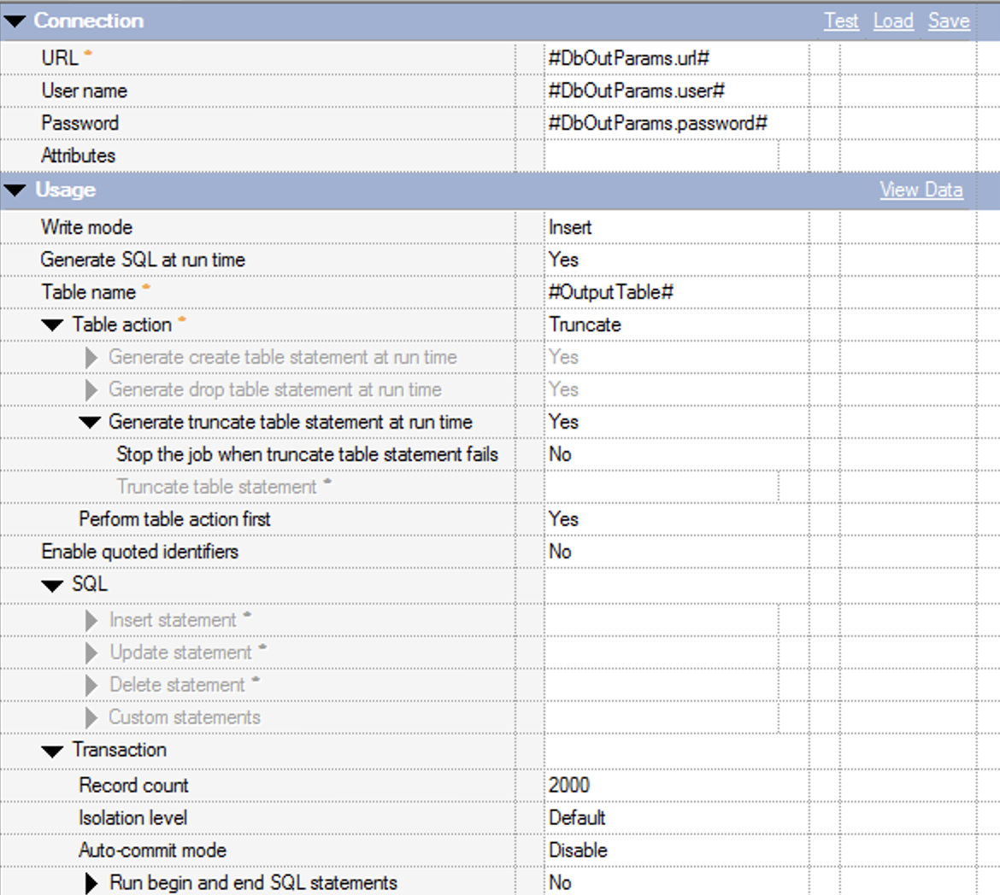 Connection Test Load Save
URL * #DbOutParams.url#
User name #DbOutParams.user#
Password #DbOutParams.password#
Attributes
Usage View Data
Write mode Insert
Generate SQL at run time Yes
Table name * #OutputTable#
Table action * Truncate
Generate create table statement at run time Yes
Generate drop table statement at run time Yes
Generate truncate table statement at run time Yes
Stop the job when truncate table statement fails No
Truncate table statement *
Perform table action first Yes
Enable quoted identifiers No
SQL
Insert statement *
Update statement *
Delete statement *
Custom statements
Transaction
Record count 2000
Isolation level Default
Auto-commit mode Disable
Run begin and end SQL statements No